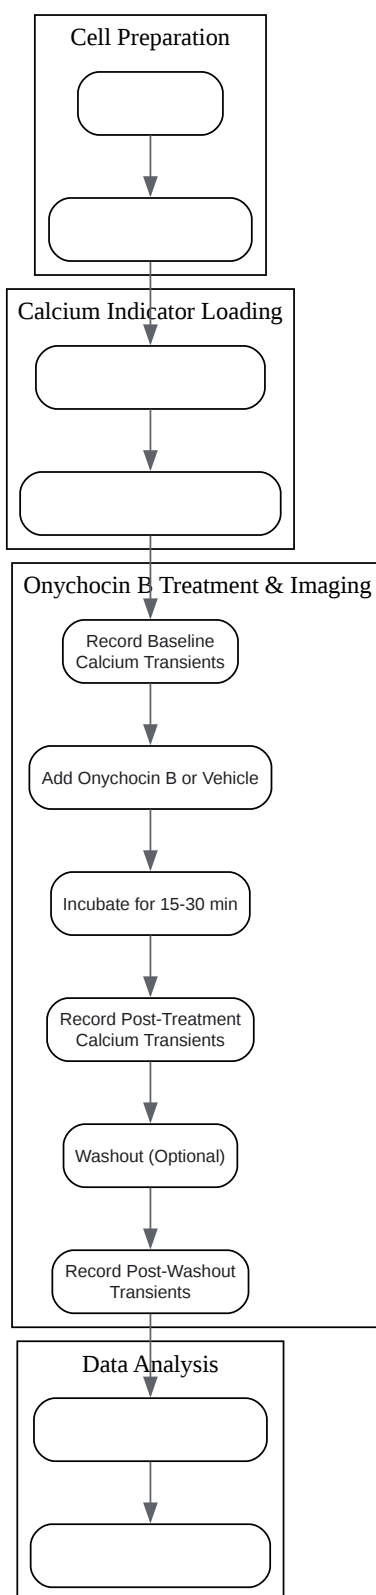 Cell Preparation
Calcium Indicator Loading
Onychocin B Treatment & Imaging
Record Baseline
Calcium Transients
Add Onychocin B or Vehicle
Incubate for 15-30 min
Record Post-Treatment
Calcium Transients
Washout (Optional)
Record Post-Washout
Transients
Data Analysis